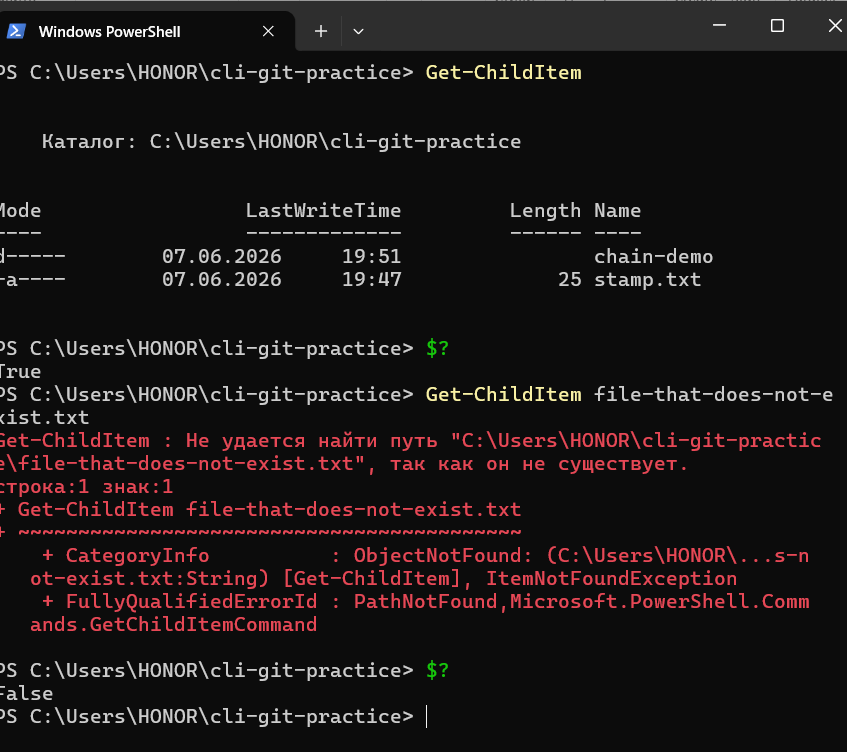 Windows PowerShell
PS C:\Users\HONOR\cli-git-practice> Get-ChildItem
Каталог: C:\Users\HONOR\cli-git-practice
Mode LastWriteTime Length Name
---- ------------- ------ ----
d----- 07.06.2026 19:51 chain-demo
-a---- 07.06.2026 19:47 25 stamp.txt
PS C:\Users\HONOR\cli-git-practice> $?
True
PS C:\Users\HONOR\cli-git-practice> Get-ChildItem file-that-does-not-e
xist.txt
Get-ChildItem : Не удается найти путь "C:\Users\HONOR\cli-git-practic
e\file-that-does-not-exist.txt", так как он не существует.
строка:1 знак:1
+ Get-ChildItem file-that-does-not-exist.txt
+ ~~~~~~~~~~~~~~~~~~~~~~~~~~~~~~~~~~~~~~~~~~
+ CategoryInfo : ObjectNotFound: (C:\Users\HONOR\...s-n
ot-exist.txt:String) [Get-ChildItem], ItemNotFoundException
+ FullyQualifiedErrorId : PathNotFound,Microsoft.PowerShell.Comm
ands.GetChildItemCommand
PS C:\Users\HONOR\cli-git-practice> $?
False
PS C:\Users\HONOR\cli-git-practice>